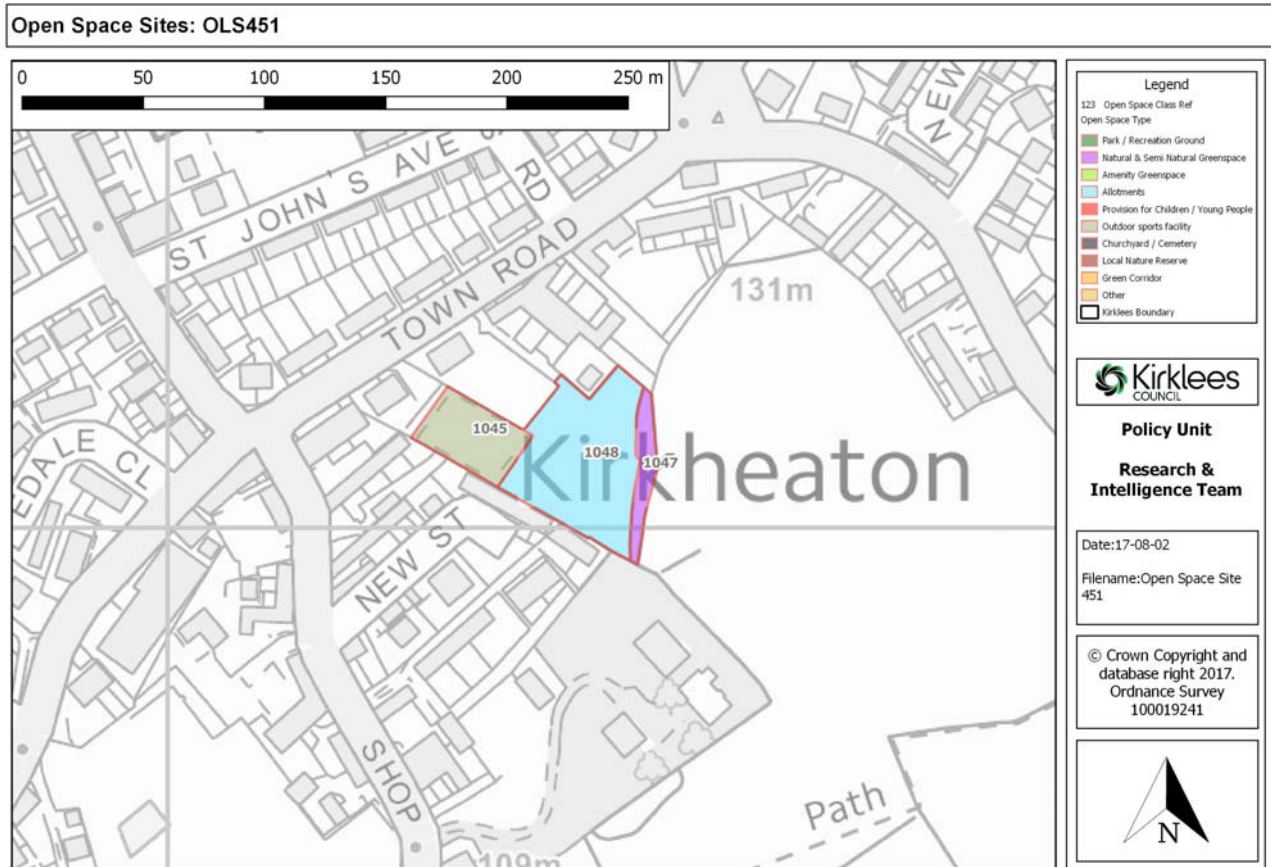 Open Space Sites: OLS451
0 50 100 150 200 250 m
ST JOHN'S AVE
RD
NEW
TOWN ROAD
131m
EDALE CL
1045
1048
1047
Kirkheaton
NEW ST
SHOP
Path
109m
Legend
123 Open Space Class Ref
Open Space Type
Park / Recreation Ground
Natural & Semi Natural Greenspace
Amenity Greenspace
Allotments
Provision for Children / Young People
Outdoor sports facility
Churchyard / Cemetery
Local Nature Reserve
Green Corridor
Other
Kirklees Boundary
Kirklees
COUNCIL
Policy Unit
Research &
Intelligence Team
Date:17-08-02
Filename:Open Space Site
451
© Crown Copyright and
database right 2017.
Ordnance Survey
100019241
N